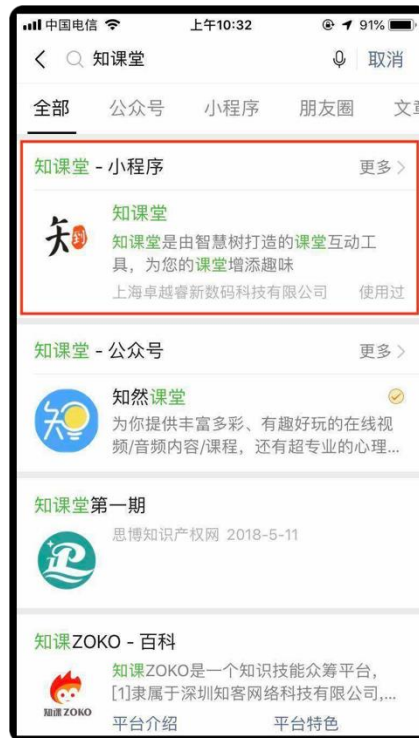 中国电信 上午10:32 91%
知课堂 取消
全部 公众号 小程序 朋友圈 文章
知课堂 - 小程序 更多
知到
知课堂
知课堂是由智慧树打造的课堂互动工
具，为您的课堂增添趣味
上海卓越睿新数码科技有限公司 使用过
知课堂 - 公众号 更多
知然课堂
为你提供丰富多彩、有趣好玩的在线视
频/音频内容/课程，还有超专业的心理...
知课堂第一期
思博知识产权网 2018-5-11
知课ZOKO - 百科
知课ZOKO是一个知识技能众筹平台,
[1]隶属于深圳知客网络科技有限公司,...
知课 ZOKO
平台介绍 平台特色